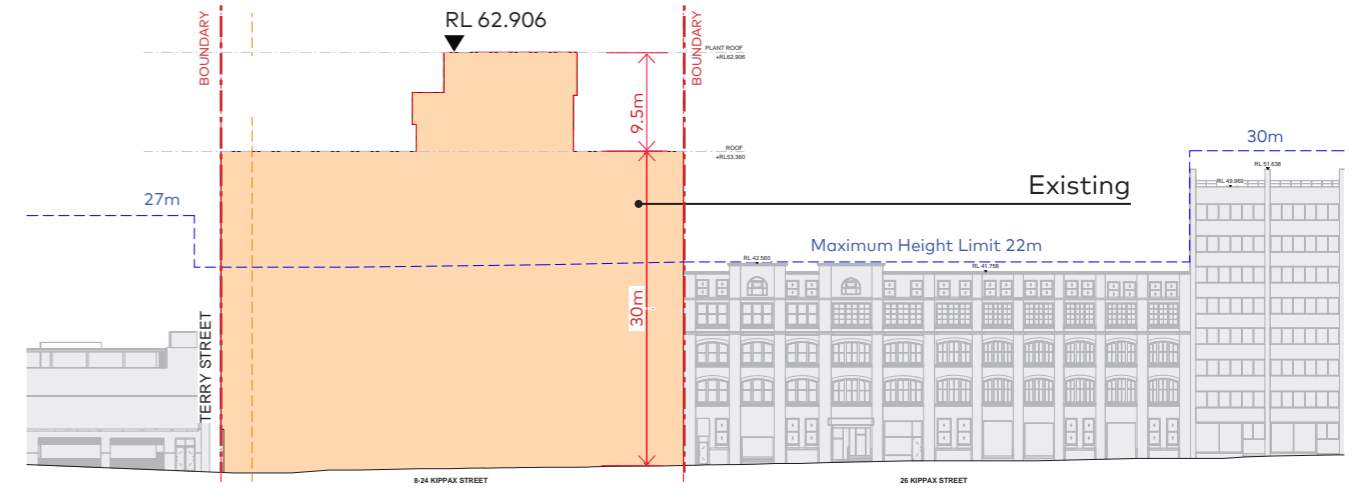 RL 62.906
BOUNDARY
BOUNDARY
PLANT ROOF
+RL62.906
9.5m
30m
ROOF
+RL53.360
RL 51.638
RL 49.969
27m
Existing
Maximum Height Limit 22m
RL 42.560
RL 41.758
30m
TERRY STREET
8-24 KIPPAX STREET
26 KIPPAX STREET